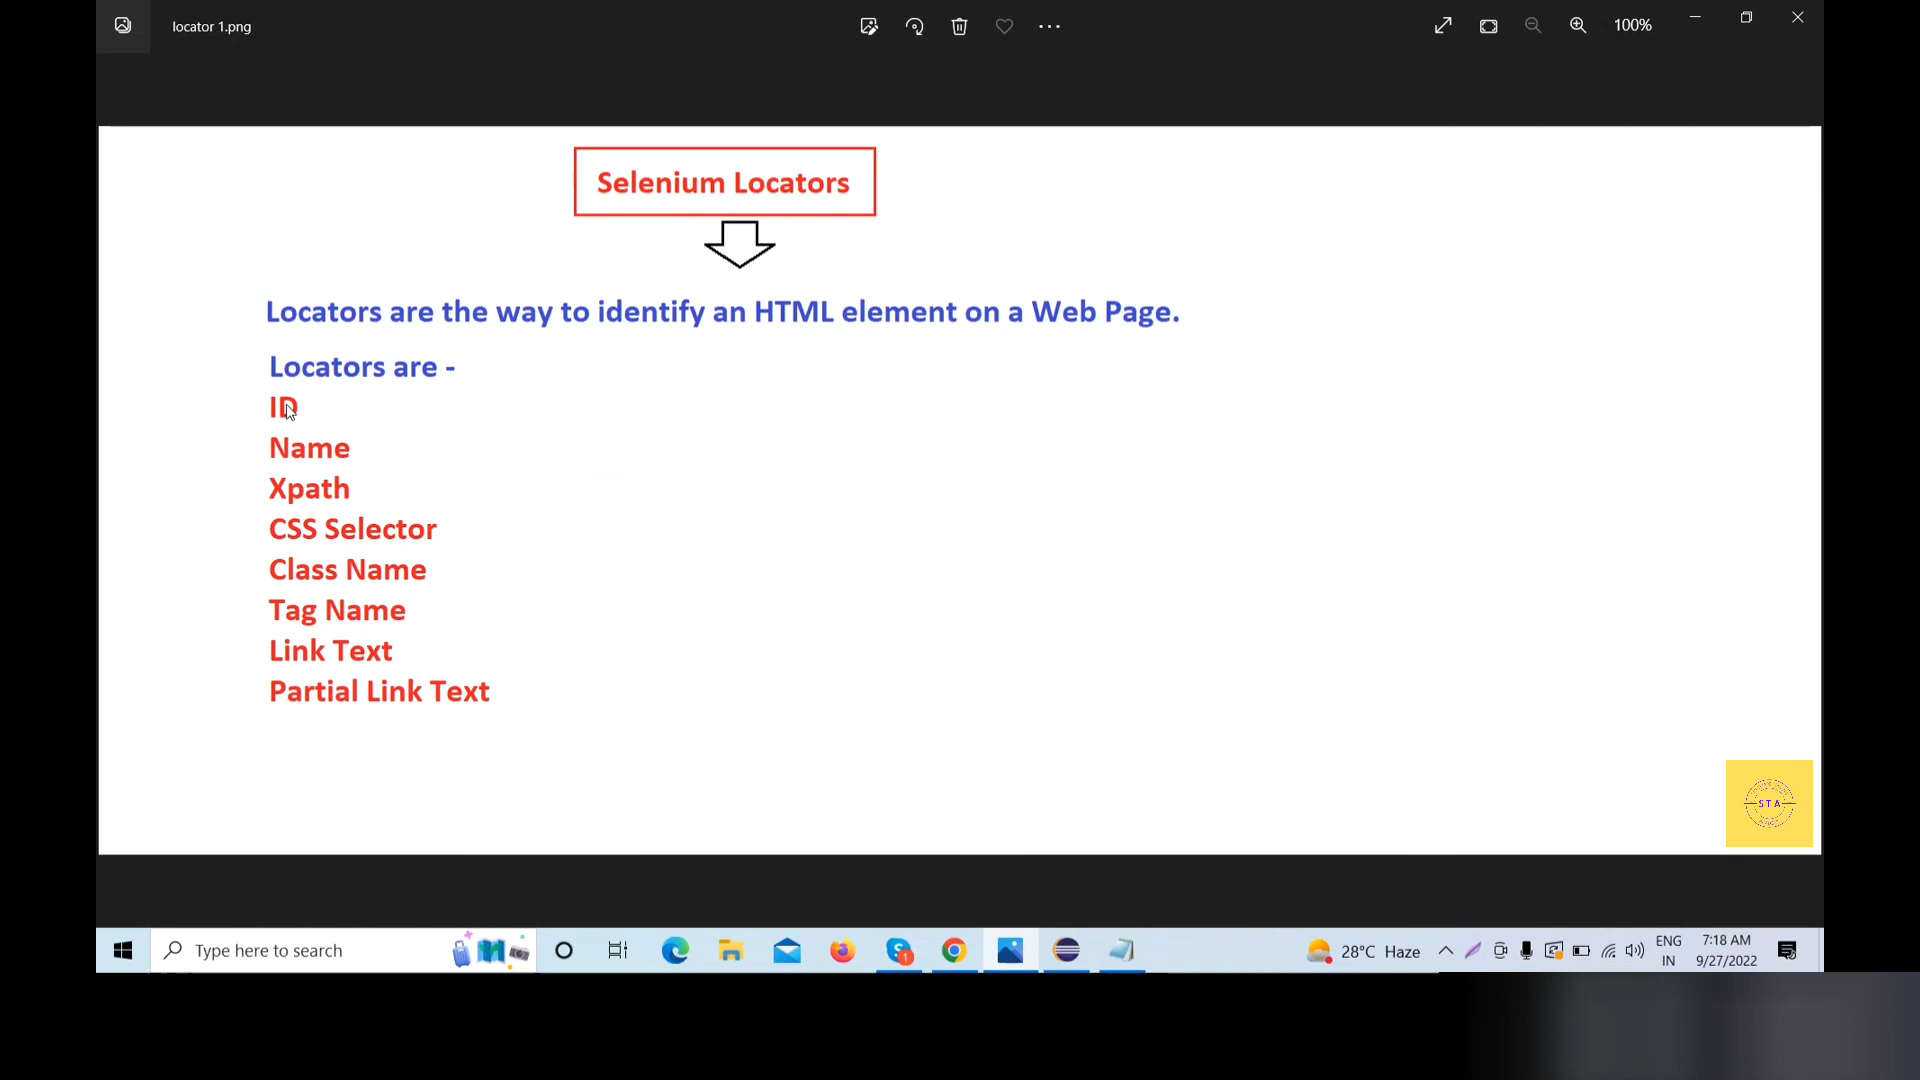 locator 1.png
100%
Selenium Locators
Locators are the way to identify an HTML element on a Web Page.
Locators are -
ID
Name
Xpath
CSS Selector
Class Name
Tag Name
Link Text
Partial Link Text
STA
Type here to search
1
28°C Haze
ENG
IN
7:18 AM
9/27/2022